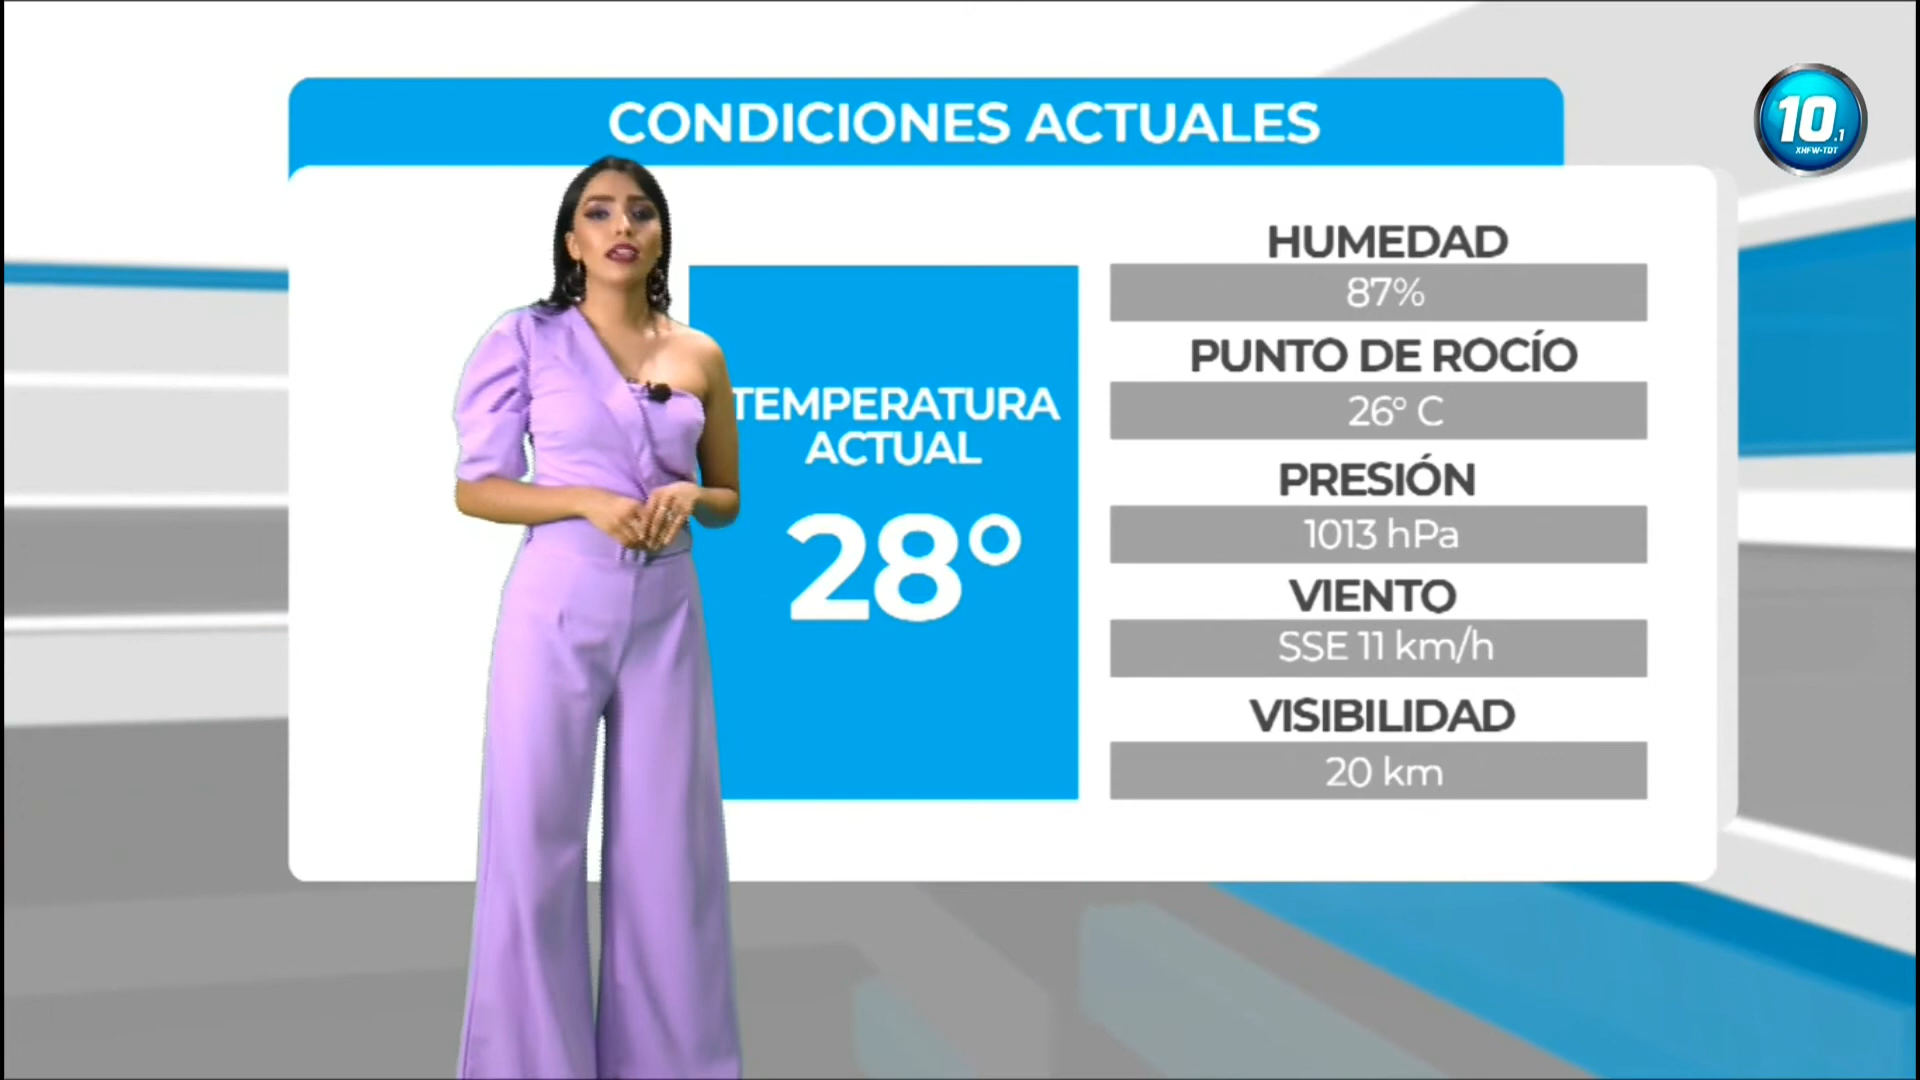 CONDICIONES ACTUALES
10.1
XHFW-TDT
TEMPERATURA
ACTUAL
28°
HUMEDAD
87%
PUNTO DE ROCÍO
26° C
PRESIÓN
1013 hPa
VIENTO
SSE 11 km/h
VISIBILIDAD
20 km